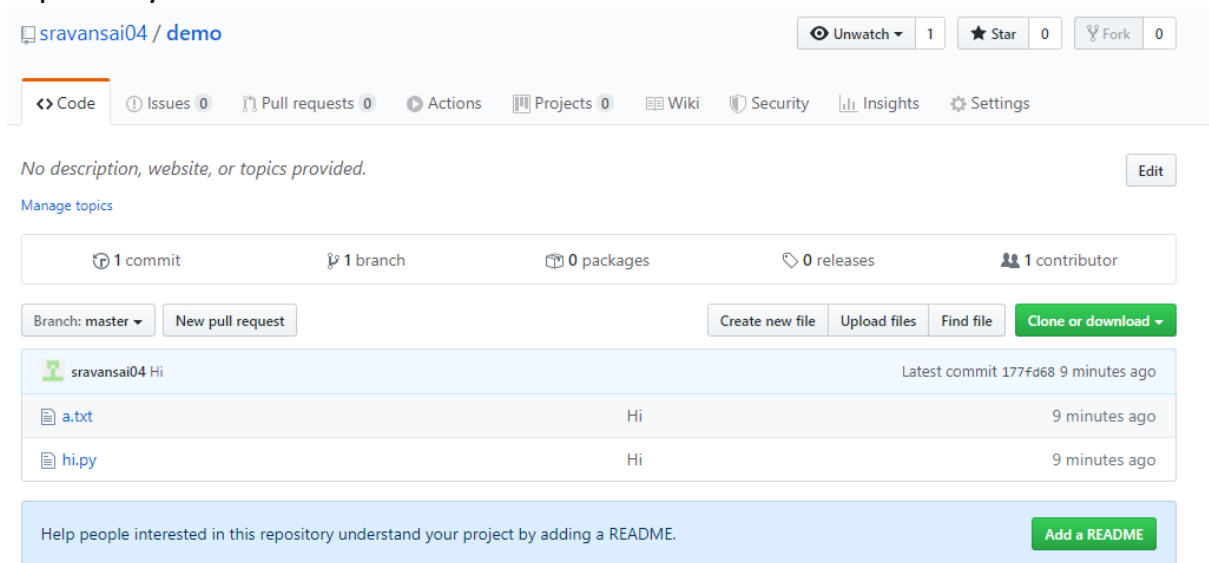 sravansai04 / demo
Unwatch 1 Star 0 Fork 0
Code Issues 0 Pull requests 0 Actions Projects 0 Wiki Security Insights Settings
No description, website, or topics provided. Edit
Manage topics
1 commit 1 branch 0 packages 0 releases 1 contributor
Branch: master New pull request Create new file Upload files Find file Clone or download
sravansai04 Hi Latest commit 177fd68 9 minutes ago
a.txt Hi 9 minutes ago
hi.py Hi 9 minutes ago
Help people interested in this repository understand your project by adding a README. Add a README